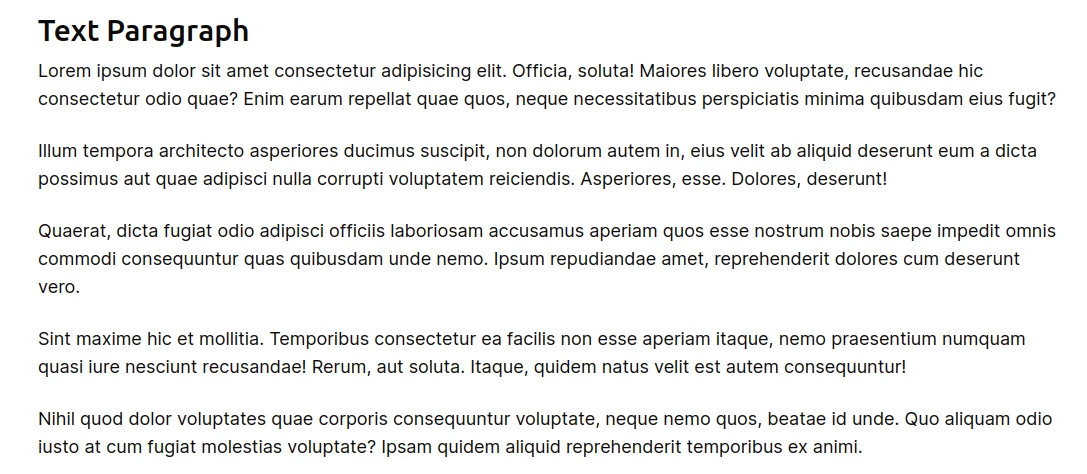 Text Paragraph
Lorem ipsum dolor sit amet consectetur adipisicing elit. Officia, soluta! Maiores libero voluptate, recusandae hic
consectetur odio quae? Enim earum repellat quae quos, neque necessitatibus perspiciatis minima quibusdam eius fugit?
Illum tempora architecto asperiores ducimus suscipit, non dolorum autem in, eius velit ab aliquid deserunt eum a dicta
possimus aut quae adipisci nulla corrupti voluptatem reiciendis. Asperiores, esse. Dolores, deserunt!
Quaerat, dicta fugiat odio adipisci officiis laboriosam accusamus aperiam quos esse nostrum nobis saepe impedit omnis
commodi consequuntur quas quibusdam unde nemo. Ipsum repudiandae amet, reprehenderit dolores cum deserunt
vero.
Sint maxime hic et mollitia. Temporibus consectetur ea facilis non esse aperiam itaque, nemo praesentium numquam
quasi iure nesciunt recusandae! Rerum, aut soluta. Itaque, quidem natus velit est autem consequuntur!
Nihil quod dolor voluptates quae corporis consequuntur voluptate, neque nemo quos, beatae id unde. Quo aliquam odio
iusto at cum fugiat molestias voluptate? Ipsam quidem aliquid reprehenderit temporibus ex animi.